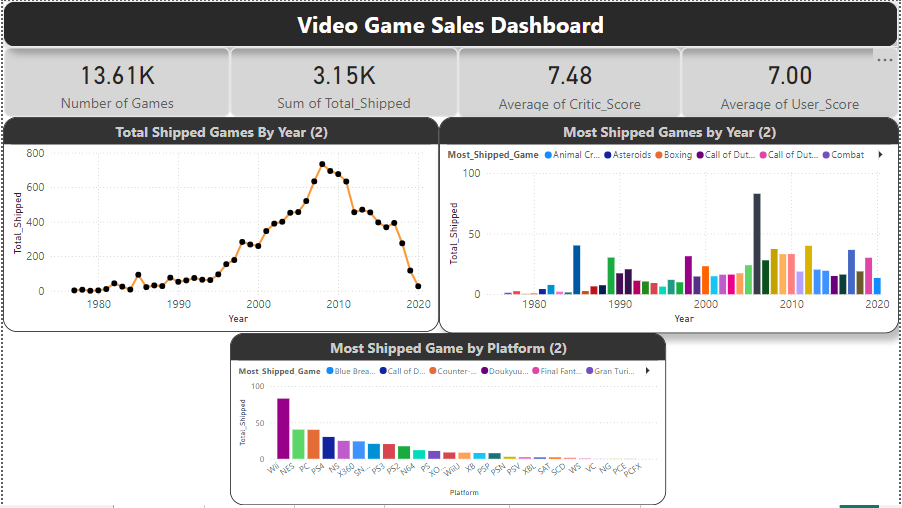 Video Game Sales Dashboard
13.61K
Number of Games
3.15K
Sum of Total_Shipped
7.48
Average of Critic_Score
7.00
Average of User_Score
Total Shipped Games By Year (2)
Total_Shipped
800
600
400
200
0
1980 1990 2000 2010 2020
Year
Most Shipped Games by Year (2)
Most_Shipped_Game Animal Cr... Asteroids Boxing Call of Dut... Call of Dut... Combat
Total_Shipped
100
50
0
1980 1990 2000 2010 2020
Year
Most Shipped Game by Platform (2)
Most_Shipped_Game Blue Brea... Call of D... Counter-... Doukyuu... Final Fant... Gran Turi...
Total_Shipped
100
50
0
Wii NES PC PS4 NS X360 SN... PS3 PS2 N64 PS XO... WiiU XB PSP PSN PSV XBL SAT SCD WS VC NG PCE PCFX
Platform